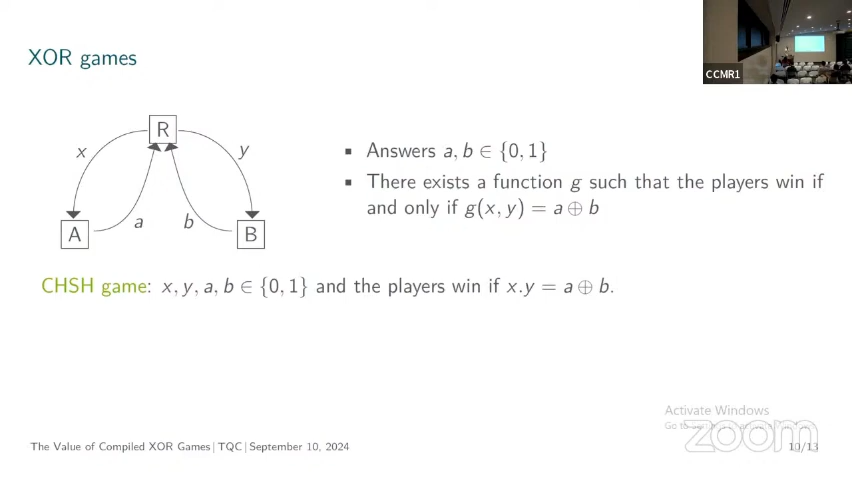 XOR games
CCMR1
R
x
y
a
b
A
B
▪ Answers a, b ∈ {0, 1}
▪ There exists a function g such that the players win if
and only if g(x, y) = a ⊕ b
CHSH game: x, y, a, b ∈ {0, 1} and the players win if x.y = a ⊕ b.
Activate Windows
Go to
zoom
The Value of Compiled XOR Games | TQC | September 10, 2024
10/13